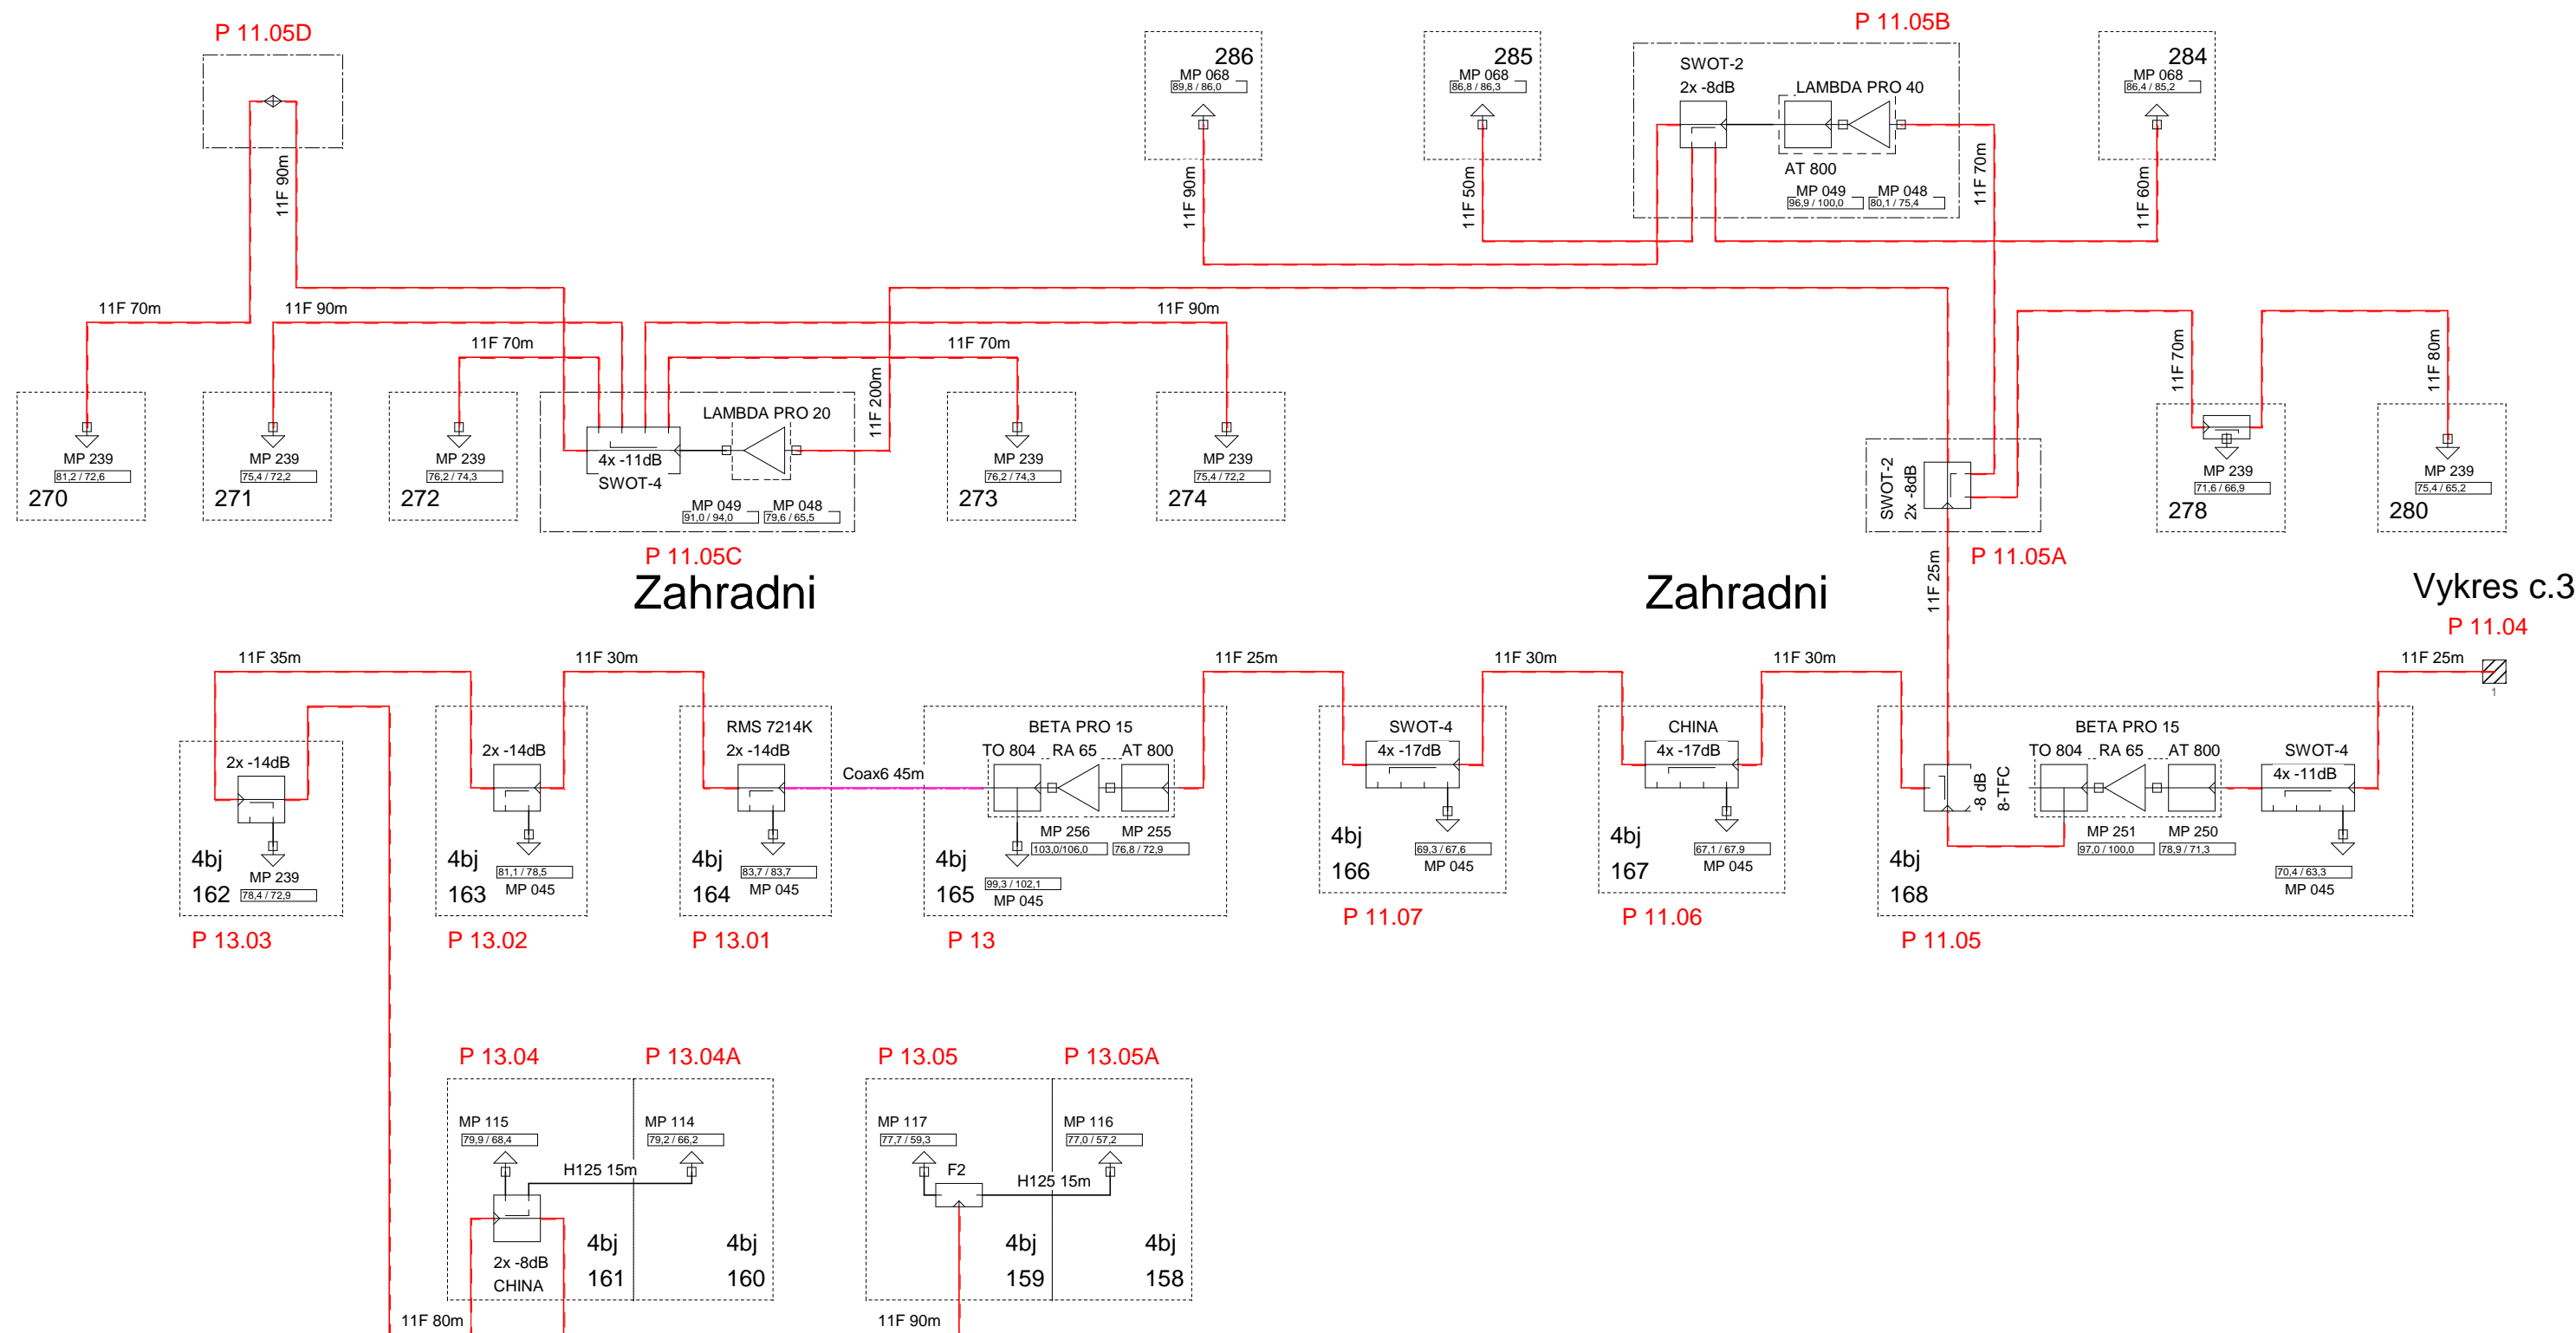 P 11.05D
P 11.05B
286
MP 068
89,8 / 86,0
285
MP 068
86,8 / 86,3
SWOT-2
2x -8dB
LAMBDA PRO 40
AT 800
MP 049
96,9 / 100,0
MP 048
80,1 / 75,4
284
MP 068
86,4 / 85,2
11F 90m
11F 90m
11F 50m
11F 70m
11F 60m
11F 70m
11F 90m
11F 70m
11F 70m
11F 90m
11F 200m
11F 70m
11F 80m
MP 239
81,2 / 72,6
270
MP 239
75,4 / 72,2
271
MP 239
76,2 / 74,3
272
LAMBDA PRO 20
4x -11dB
SWOT-4
MP 049
91,0 / 94,0
MP 048
79,6 / 65,5
P 11.05C
MP 239
76,2 / 74,3
273
MP 239
75,4 / 72,2
274
SWOT-2
2x -8dB
P 11.05A
MP 239
71,6 / 66,9
278
MP 239
75,4 / 65,2
280
Zahradni
Zahradni
11F 25m
Vykres c.3
P 11.04
1
11F 35m
11F 30m
11F 25m
11F 30m
11F 30m
11F 25m
2x -14dB
4bj
162
MP 239
78,4 / 72,9
P 13.03
2x -14dB
4bj
163
81,1 / 78,5
MP 045
P 13.02
RMS 7214K
2x -14dB
4bj
164
83,7 / 83,7
MP 045
P 13.01
Coax6 45m
BETA PRO 15
TO 804
RA 65
AT 800
MP 256
103,0/106,0
MP 255
76,8 / 72,9
4bj
165
99,3 / 102,1
MP 045
P 13
SWOT-4
4x -17dB
4bj
166
69,3 / 67,6
MP 045
P 11.07
CHINA
4x -17dB
4bj
167
67,1 / 67,9
MP 045
P 11.06
BETA PRO 15
TO 804
RA 65
AT 800
SWOT-4
4x -11dB
-8 dB
8-TFC
MP 251
97,0 / 100,0
MP 250
78,9 / 71,3
4bj
168
70,4 / 63,3
MP 045
P 11.05
P 13.04
P 13.04A
MP 115
79,9 / 68,4
MP 114
79,2 / 66,2
H125 15m
4bj
161
4bj
160
2x -8dB
CHINA
11F 80m
P 13.05
P 13.05A
MP 117
77,7 / 59,3
MP 116
77,0 / 57,2
F2
H125 15m
4bj
159
4bj
158
11F 90m